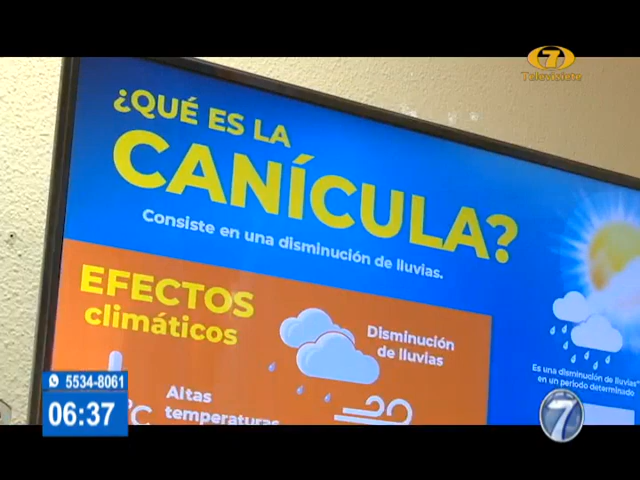 7
Televisiete
¿QUÉ ES LA
CANÍCULA?
Consiste en una disminución de lluvias.
EFECTOS
climáticos
Disminución
de lluvias
Altas
temperaturas
°C
Es una disminución de lluvias
en un periodo determinado
5534-8061
06:37
7